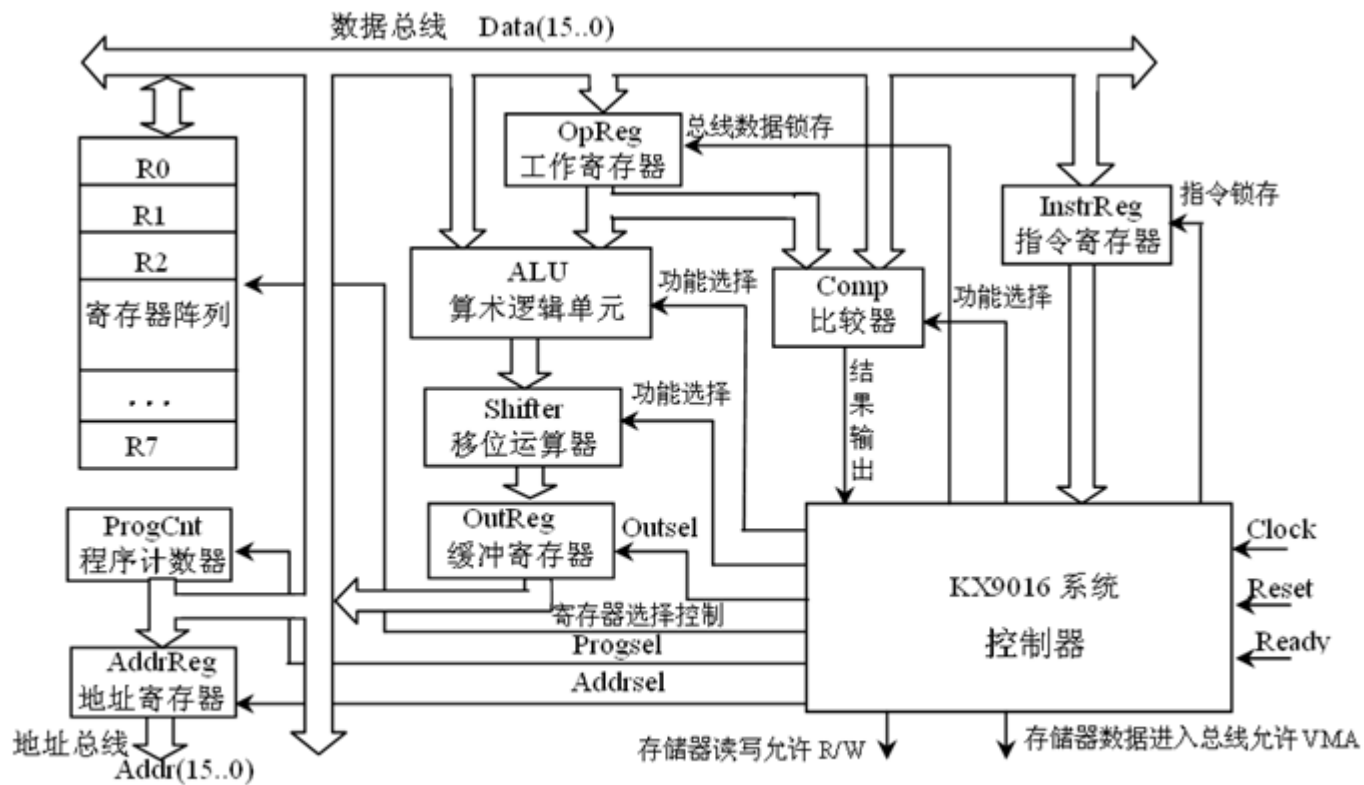 数据总线 Data(15..0)
OpReg
工作寄存器
总线数据锁存
R0
R1
R2
寄存器阵列
...
R7
InstrReg
指令寄存器
指令锁存
ALU
算术逻辑单元
功能选择
Comp
比较器
功能选择
结果输出
Shifter
移位运算器
功能选择
ProgCnt
程序计数器
OutReg
缓冲寄存器
Outsel
KX9016 系统
控制器
Clock
Reset
Ready
寄存器选择控制
Progsel
Addrsel
AddrReg
地址寄存器
地址总线
Addr(15..0)
存储器读写允许 R/W
存储器数据进入总线允许 VMA